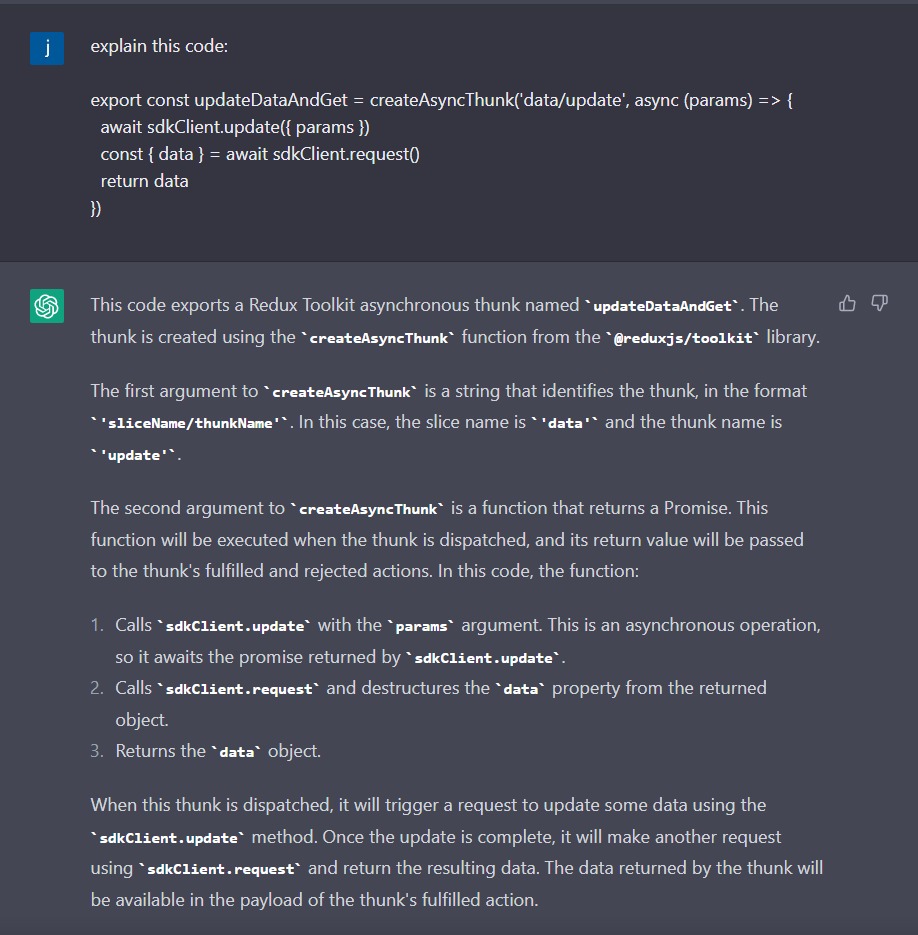 j
explain this code:
export const updateDataAndGet = createAsyncThunk('data/update', async (params) => {
await sdkClient.update({ params })
const { data } = await sdkClient.request()
return data
})
This code exports a Redux Toolkit asynchronous thunk named `updateDataAndGet`. The
thunk is created using the `createAsyncThunk` function from the `@reduxjs/toolkit` library.
The first argument to `createAsyncThunk` is a string that identifies the thunk, in the format
`'sliceName/thunkName'`. In this case, the slice name is `'data'` and the thunk name is
`'update'`.
The second argument to `createAsyncThunk` is a function that returns a Promise. This
function will be executed when the thunk is dispatched, and its return value will be passed
to the thunk's fulfilled and rejected actions. In this code, the function:
1. Calls `sdkClient.update` with the `params` argument. This is an asynchronous operation,
so it awaits the promise returned by `sdkClient.update`.
2. Calls `sdkClient.request` and destructures the `data` property from the returned
object.
3. Returns the `data` object.
When this thunk is dispatched, it will trigger a request to update some data using the
`sdkClient.update` method. Once the update is complete, it will make another request
using `sdkClient.request` and return the resulting data. The data returned by the thunk will
be available in the payload of the thunk's fulfilled action.